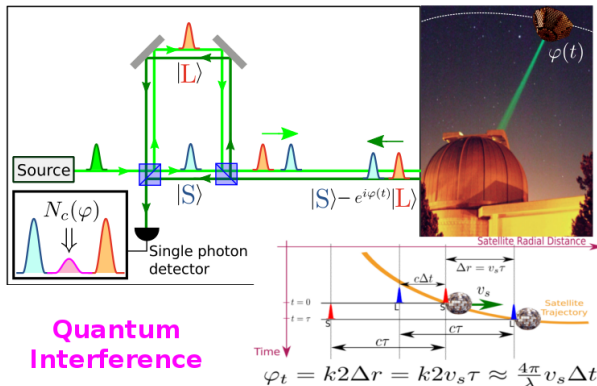 |L⟩
φ(t)
Source
|S⟩
|S⟩ − e^{iφ(t)}|L⟩
N_c(φ)
Single photon
detector
Satellite Radial Distance
Δr = v_sτ
cΔt
v_s
t = 0
L
S
Satellite
Trajectory
t = τ
S
L
cτ
cτ
Time
Quantum
Interference
φ_t = k2Δr = k2v_sτ ≈ \frac{4π}{λ} v_sΔt